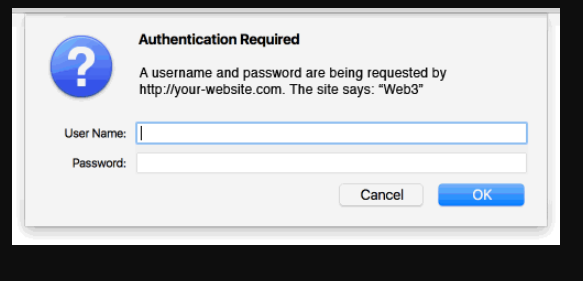 ?
Authentication Required
A username and password are being requested by
http://your-website.com. The site says: “Web3”
User Name:
Password:
Cancel OK